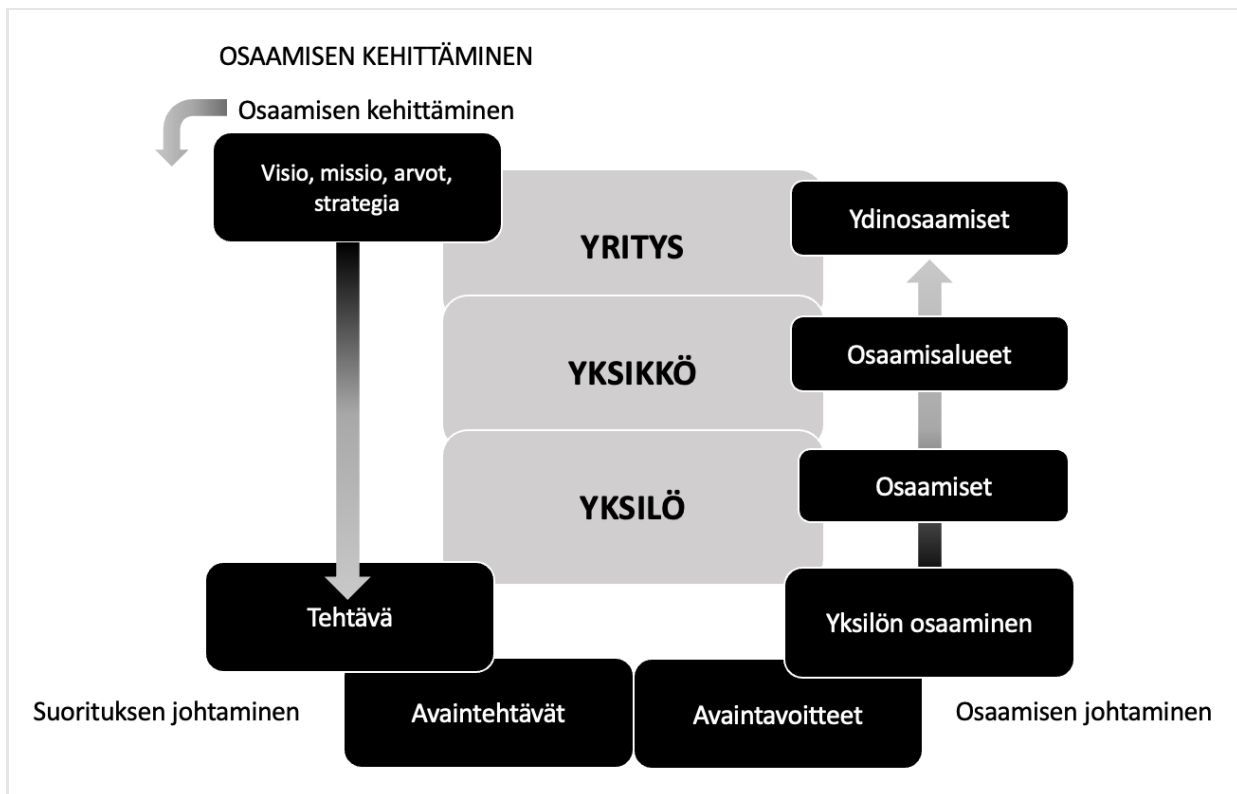 OSAAMISEN KEHITTÄMINEN
Osaamisen kehittäminen
Visio, missio, arvot,
strategia
YRITYS
Ydinosaamiset
YKSIKKÖ
Osaamisalueet
YKSILÖ
Osaamiset
Tehtävä
Yksilön osaaminen
Suorituksen johtaminen
Avaintehtävät
Avaintavoitteet
Osaamisen johtaminen